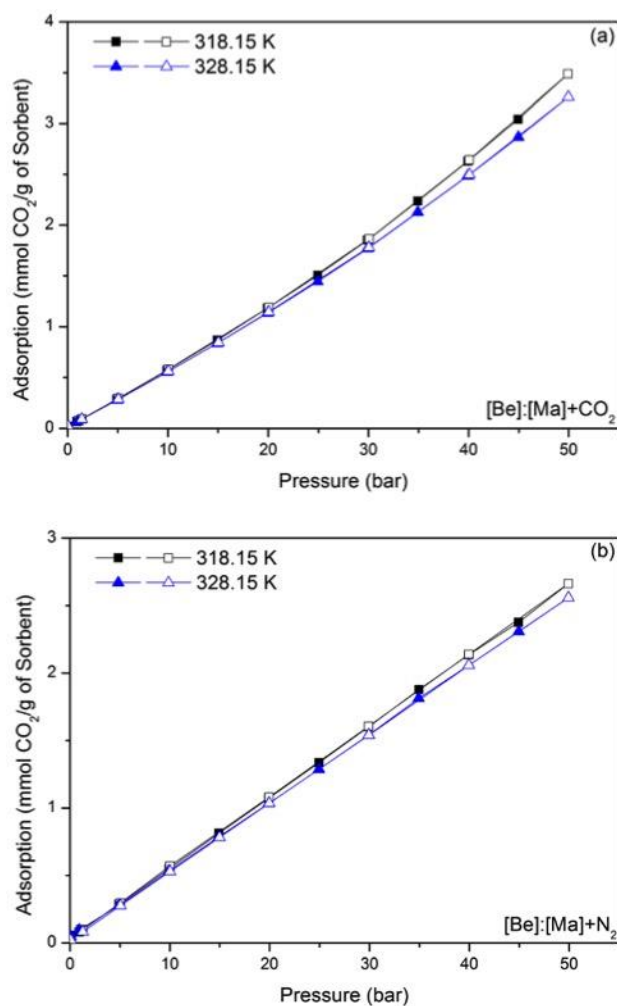 (a)
318.15 K
328.15 K
4
3
2
1
0
Adsorption (mmol CO₂/g of Sorbent)
[Be]:[Ma]+CO₂
0 10 20 30 40 50
Pressure (bar)
(b)
318.15 K
328.15 K
3
2
1
0
Adsorption (mmol CO₂/g of Sorbent)
[Be]:[Ma]+N₂
0 10 20 30 40 50
Pressure (bar)